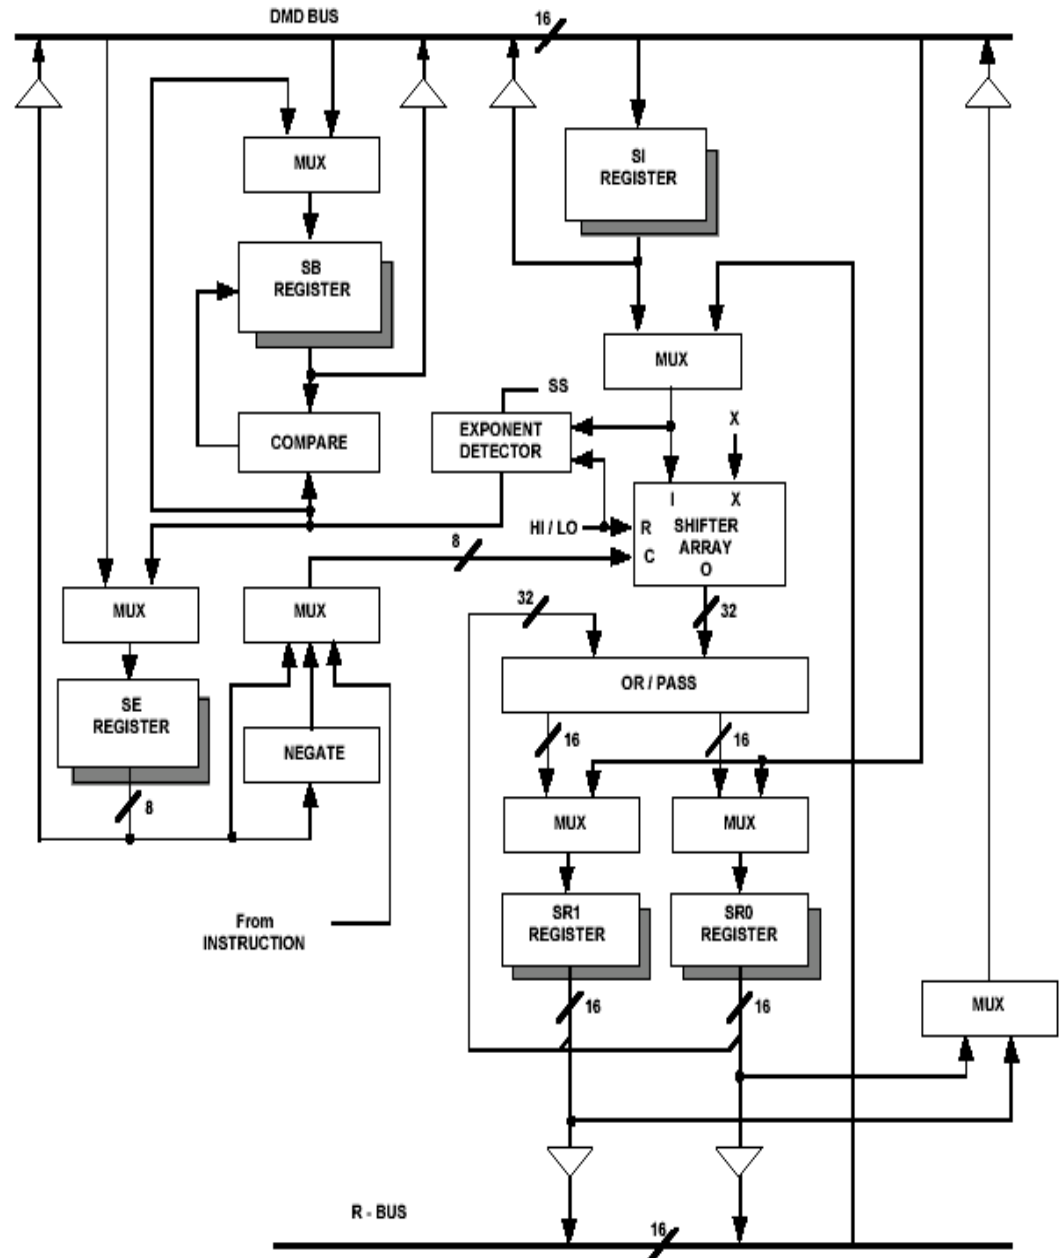 DMD BUS
16
MUX
SI
REGISTER
SB
REGISTER
MUX
SS
X
COMPARE
EXPONENT
DETECTOR
I
X
HI / LO
R
SHIFTER
ARRAY
C
O
8
MUX
MUX
32
32
OR / PASS
SE
REGISTER
NEGATE
16
16
8
MUX
MUX
From
INSTRUCTION
SR1
REGISTER
SR0
REGISTER
16
16
MUX
R - BUS
16